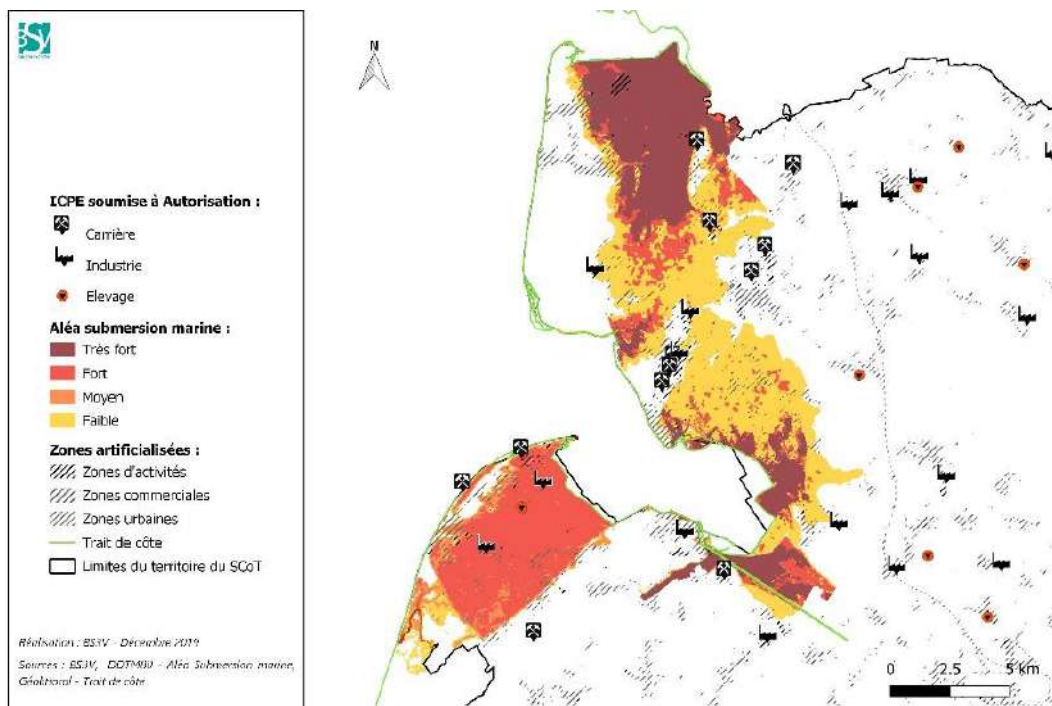 BS3V
N
ICPE soumise à Autorisation :
Carrière
Industrie
Elevage
Aléa submersion marine :
Très fort
Fort
Moyen
Faible
Zones artificialisées :
Zones d'activités
Zones commerciales
Zones urbaines
Trait de côte
Limites du territoire du SCoT
Réalisation : BS3V - Décembre 2019
Sources : BS3V, DDTM80 - Aléa Submersion marine,
Trait de côte
0 2.5 5 km